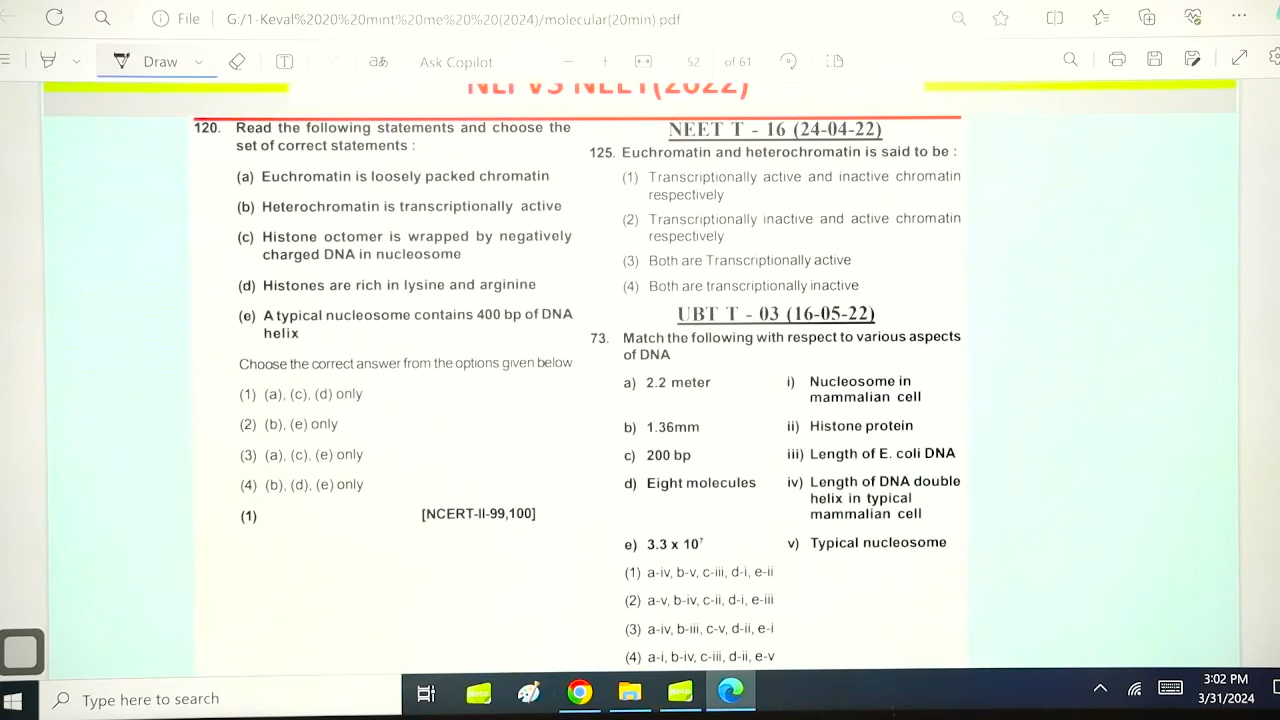 File
G:/1-Keval%2020%20mint%20me%20%20(2024)/molecular(20min).pdf
Draw
T
aあ
Ask Copilot
52 of 61
120. Read the following statements and choose the
set of correct statements :
(a) Euchromatin is loosely packed chromatin
(b) Heterochromatin is transcriptionally active
(c) Histone octomer is wrapped by negatively
charged DNA in nucleosome
(d) Histones are rich in lysine and arginine
(e) A typical nucleosome contains 400 bp of DNA
helix
Choose the correct answer from the options given below
(1) (a), (c), (d) only
(2) (b), (e) only
(3) (a), (c), (e) only
(4) (b), (d), (e) only
(1) [NCERT-II-99,100]
NEET T - 16 (24-04-22)
125. Euchromatin and heterochromatin is said to be :
(1) Transcriptionally active and inactive chromatin
respectively
(2) Transcriptionally inactive and active chromatin
respectively
(3) Both are Transcriptionally active
(4) Both are transcriptionally inactive
UBT T - 03 (16-05-22)
73. Match the following with respect to various aspects
of DNA
a) 2.2 meter i) Nucleosome in
mammalian cell
b) 1.36mm ii) Histone protein
c) 200 bp iii) Length of E. coli DNA
d) Eight molecules iv) Length of DNA double
helix in typical
mammalian cell
e) 3.3 x 10⁷ v) Typical nucleosome
(1) a-iv, b-v, c-iii, d-i, e-ii
(2) a-v, b-iv, c-ii, d-i, e-iii
(3) a-iv, b-iii, c-v, d-ii, e-i
(4) a-i, b-iv, c-iii, d-ii, e-v
Type here to search
Note
Note
3:02 PM
3/31/2024